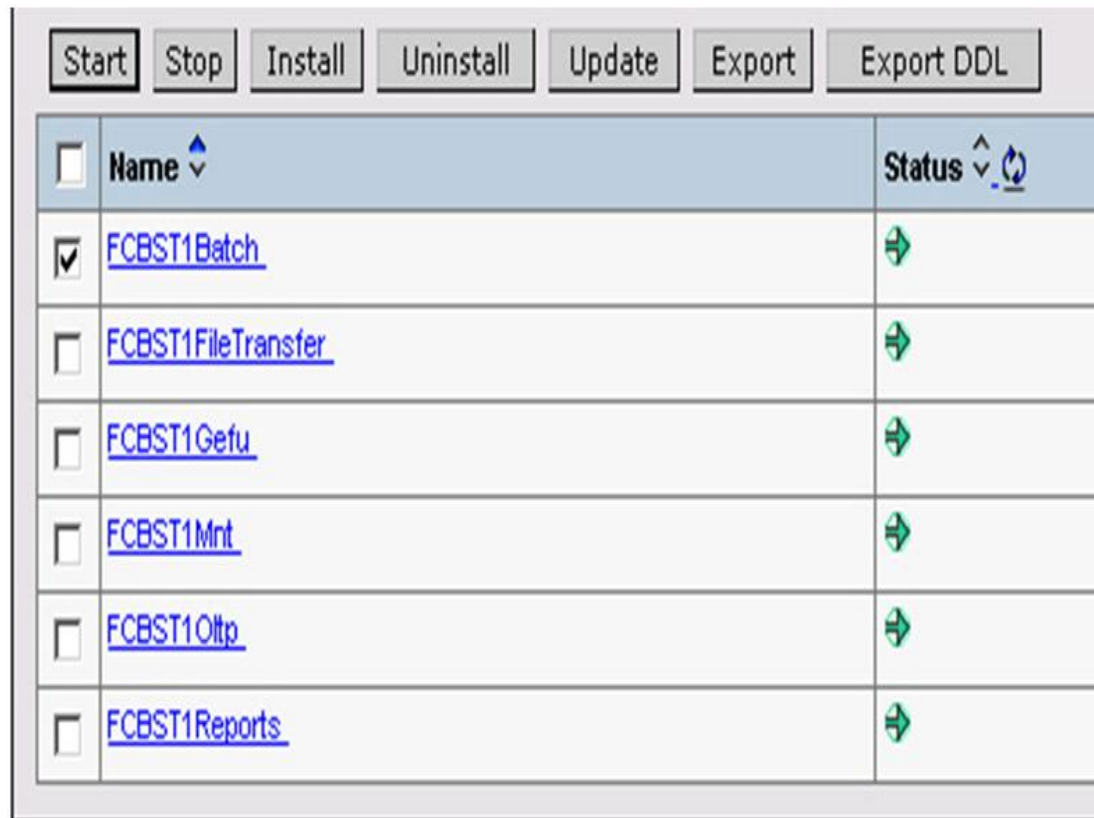 Start Stop Install Uninstall Update Export Export DDL
Name Status
FCBST1Batch
FCBST1FileTransfer
FCBST1Gefu
FCBST1Mnt
FCBST1Oltp
FCBST1Reports